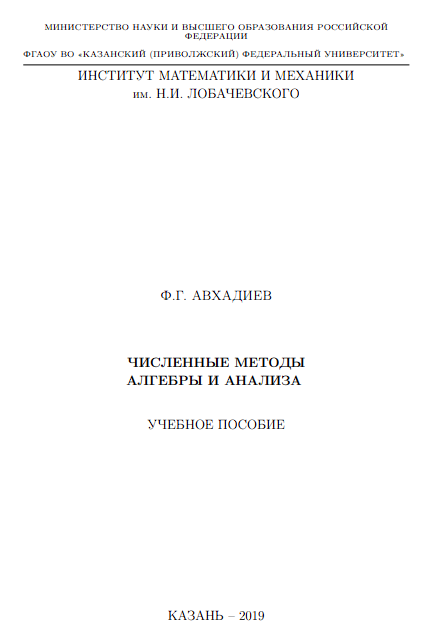 МИНИСТЕРСТВО НАУКИ И ВЫСШЕГО ОБРАЗОВАНИЯ РОССИЙСКОЙ
ФЕДЕРАЦИИ
ФГАОУ ВО «КАЗАНСКИЙ (ПРИВОЛЖСКИЙ) ФЕДЕРАЛЬНЫЙ УНИВЕРСИТЕТ»
ИНСТИТУТ МАТЕМАТИКИ И МЕХАНИКИ
им. Н.И. ЛОБАЧЕВСКОГО
Ф.Г. АВХАДИЕВ
ЧИСЛЕННЫЕ МЕТОДЫ
АЛГЕБРЫ И АНАЛИЗА
УЧЕБНОЕ ПОСОБИЕ
КАЗАНЬ – 2019